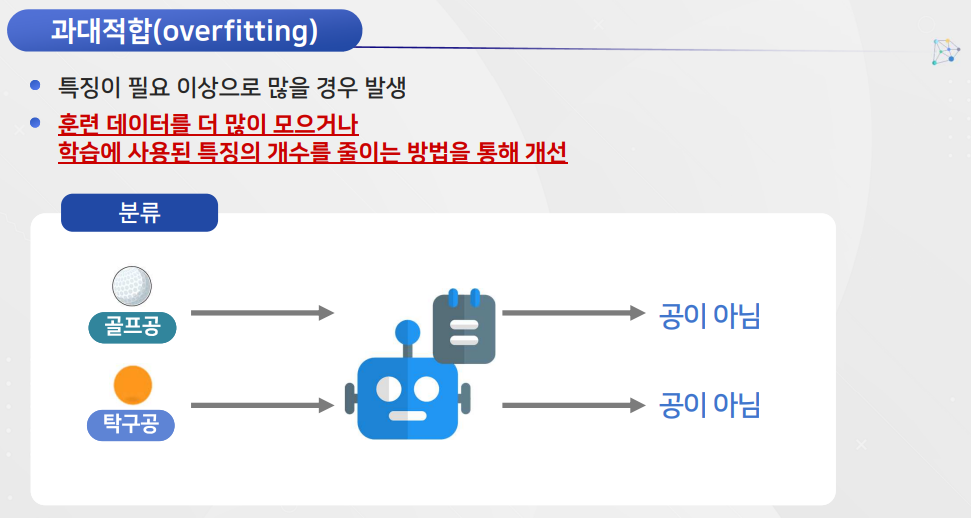 과대적합(overfitting)
특징이 필요 이상으로 많을 경우 발생
훈련 데이터를 더 많이 모으거나
학습에 사용된 특징의 개수를 줄이는 방법을 통해 개선
분류
골프공
공이 아님
탁구공
공이 아님